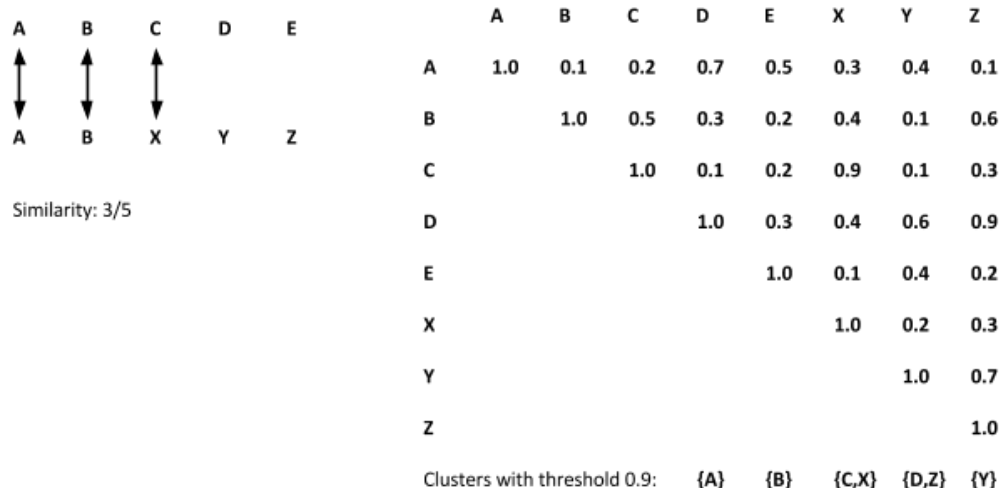 A B C D E
A B X Y Z
Similarity: 3/5
A B C D E X Y Z
A 1.0 0.1 0.2 0.7 0.5 0.3 0.4 0.1
B 1.0 0.5 0.3 0.2 0.4 0.1 0.6
C 1.0 0.1 0.2 0.9 0.1 0.3
D 1.0 0.3 0.4 0.6 0.9
E 1.0 0.1 0.4 0.2
X 1.0 0.2 0.3
Y 1.0 0.7
Z 1.0
Clusters with threshold 0.9: {A} {B} {C,X} {D,Z} {Y}